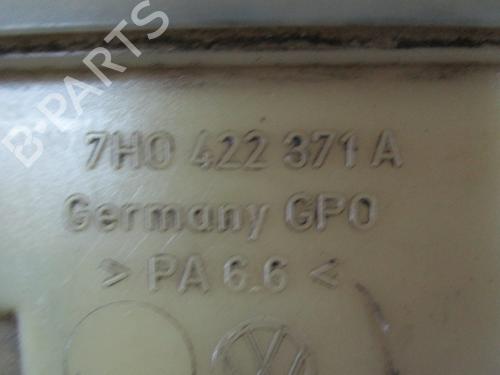 B-PARTS
7H0 422 371 A
Germany GPO
> PA 6.6 <